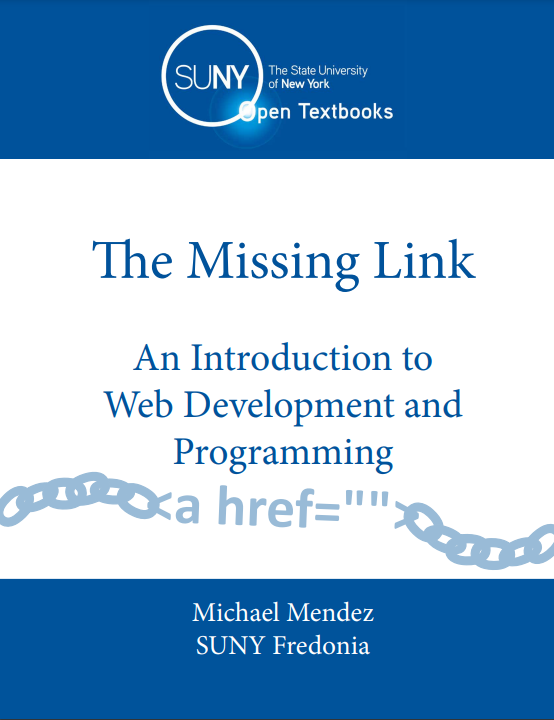 SUNY
The State University
of New York
Open Textbooks
The Missing Link
An Introduction to
Web Development and
Programming
<a href="">
Michael Mendez
SUNY Fredonia